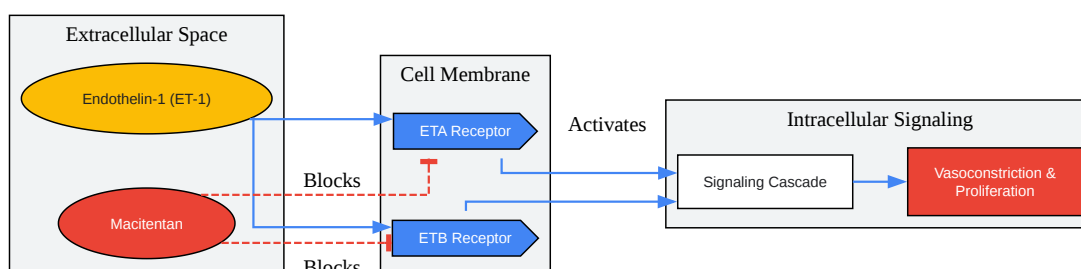 Extracellular Space
Endothelin-1 (ET-1)
Macitentan
Blocks
Blocks
Cell Membrane
ETA Receptor
ETB Receptor
Activates
Intracellular Signaling
Signaling Cascade
Vasoconstriction &
Proliferation